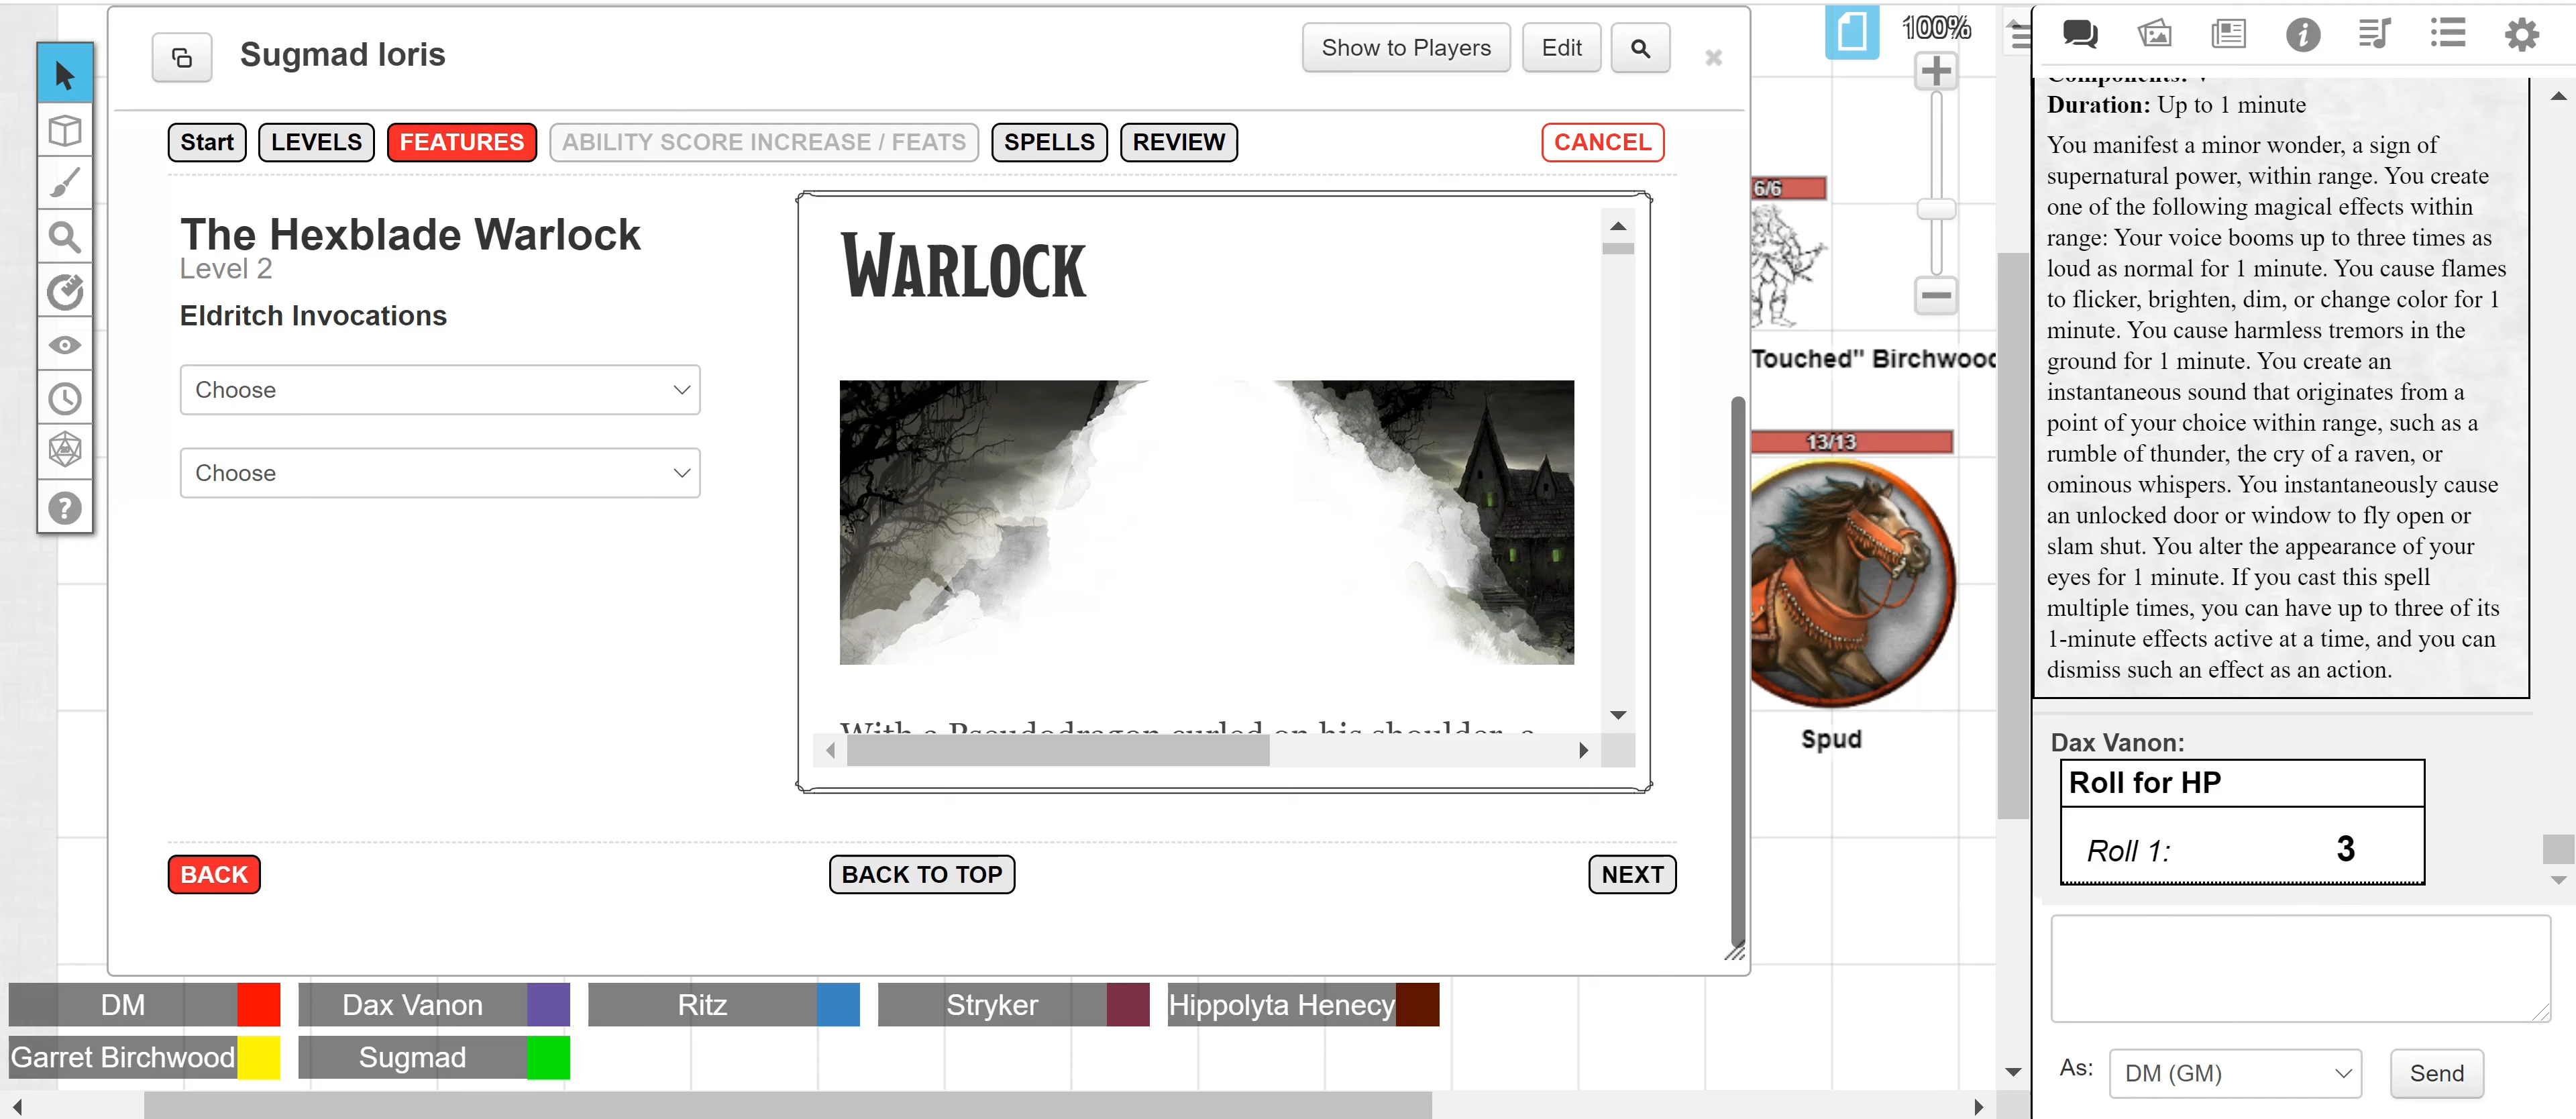 Sugmad loris
Show to Players
Edit
Start
LEVELS
FEATURES
ABILITY SCORE INCREASE / FEATS
SPELLS
REVIEW
CANCEL
The Hexblade Warlock
Level 2
Eldritch Invocations
Choose
Choose
WARLOCK
With a Pseudodragon curled on his shoulder, a
BACK
BACK TO TOP
NEXT
100%
6/6
Touched" Birchwood
13/13
Spud
Components: V
Duration: Up to 1 minute
You manifest a minor wonder, a sign of
supernatural power, within range. You create
one of the following magical effects within
range: Your voice booms up to three times as
loud as normal for 1 minute. You cause flames
to flicker, brighten, dim, or change color for 1
minute. You cause harmless tremors in the
ground for 1 minute. You create an
instantaneous sound that originates from a
point of your choice within range, such as a
rumble of thunder, the cry of a raven, or
ominous whispers. You instantaneously cause
an unlocked door or window to fly open or
slam shut. You alter the appearance of your
eyes for 1 minute. If you cast this spell
multiple times, you can have up to three of its
1-minute effects active at a time, and you can
dismiss such an effect as an action.
Dax Vanon:
Roll for HP
Roll 1: 3
As:
DM (GM)
Send
DM
Dax Vanon
Ritz
Stryker
Hippolyta Henecy
Garret Birchwood
Sugmad